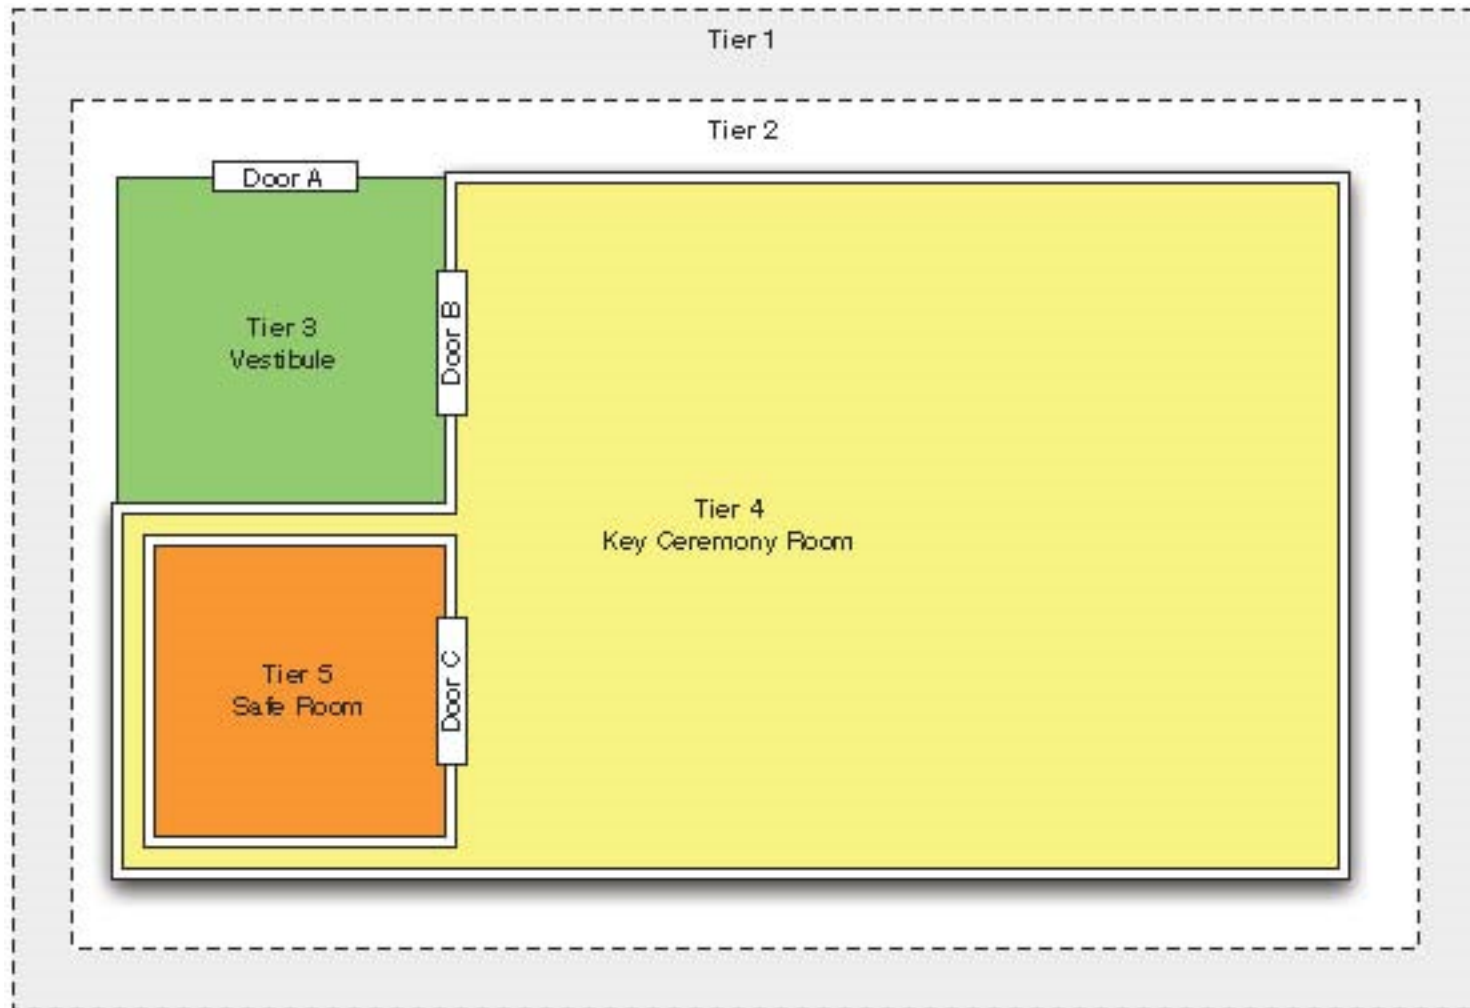 Tier 1
Tier 2
Door A
Tier 3
Vestibule
Door B
Tier 4
Key Ceremony Room
Tier 5
Safe Room
Door C